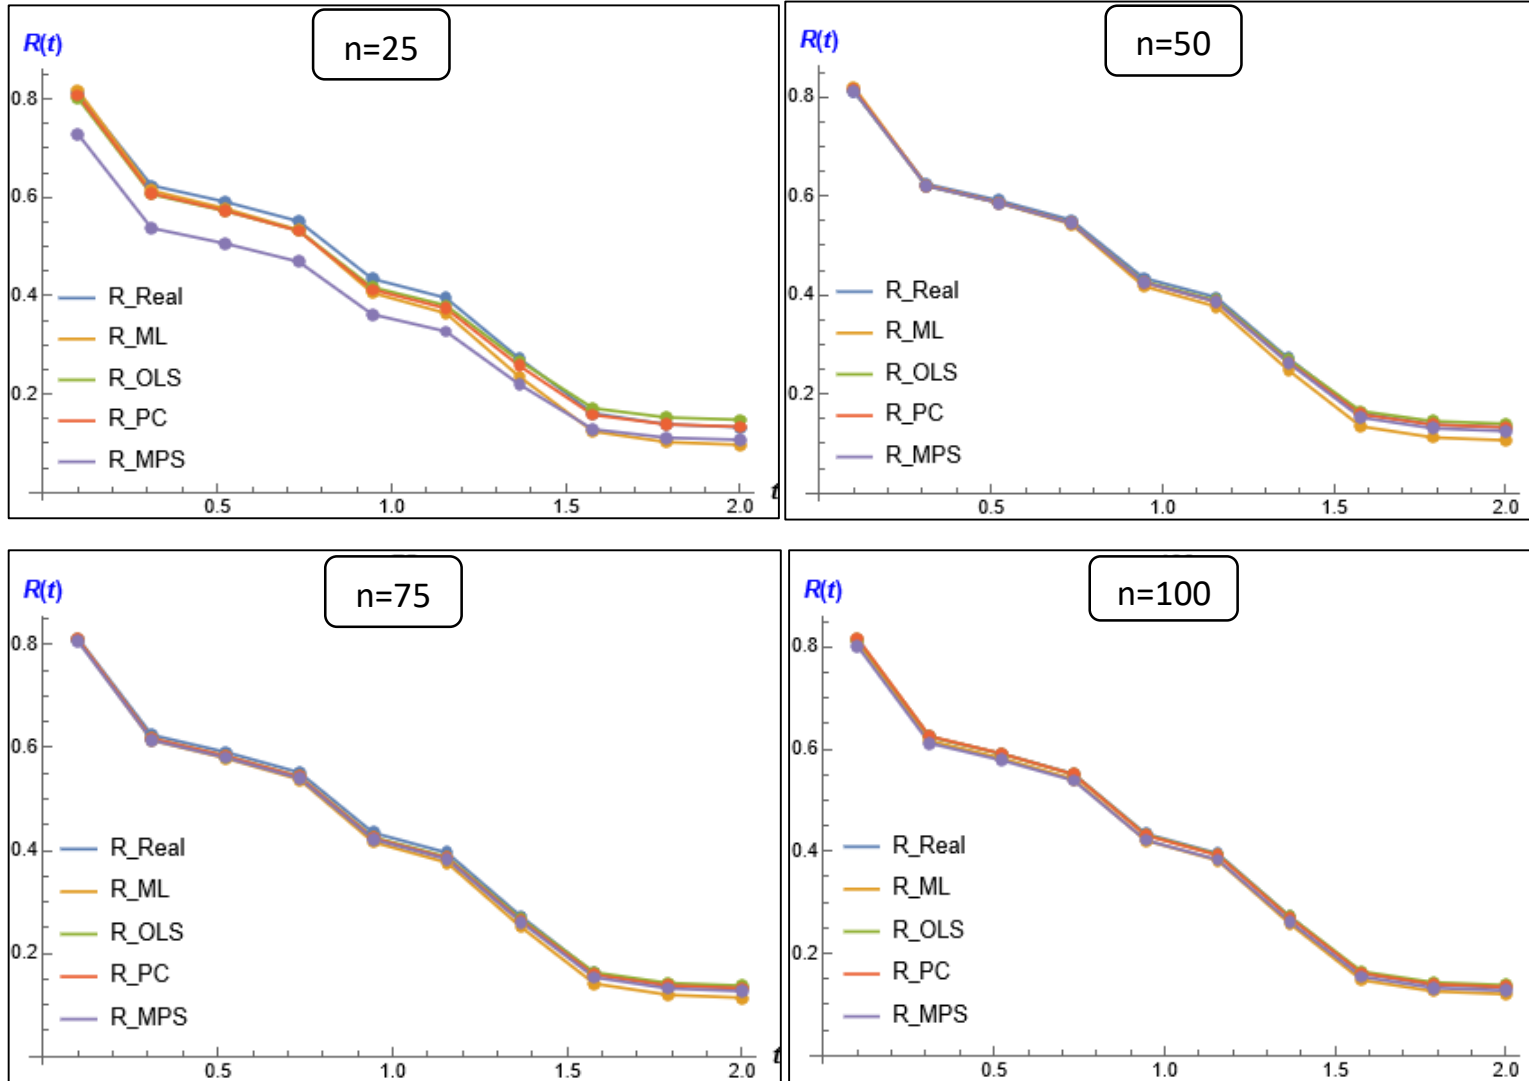 n=25
R(t)
0.8
0.6
0.4
0.2
R_Real
R_ML
R_OLS
R_PC
R_MPS
0.5
1.0
1.5
2.0
t
n=50
R(t)
0.8
0.6
0.4
0.2
R_Real
R_ML
R_OLS
R_PC
R_MPS
0.5
1.0
1.5
2.0
n=75
R(t)
0.8
0.6
0.4
0.2
R_Real
R_ML
R_OLS
R_PC
R_MPS
0.5
1.0
1.5
2.0
t
n=100
R(t)
0.8
0.6
0.4
0.2
R_Real
R_ML
R_OLS
R_PC
R_MPS
0.5
1.0
1.5
2.0